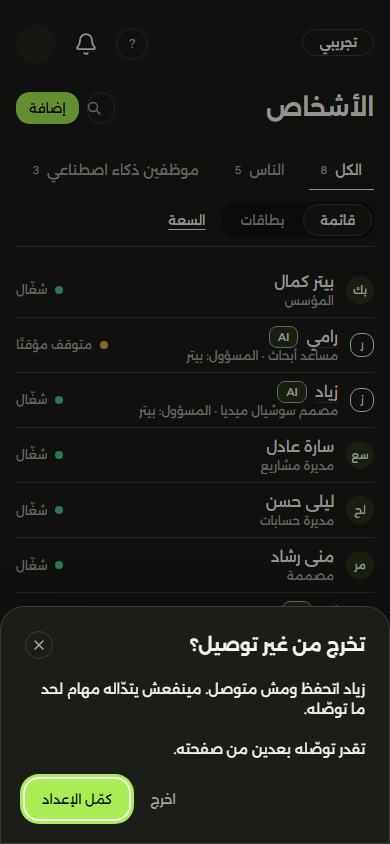 تجريبي
?
الأشخاص
إضافة
الكل 8
الناس 5
موظفين ذكاء اصطناعي 3
قائمة
بطاقات
السعة
بك
بيتر كمال
المؤسس
شغّال
ر
رامي AI
مساعد أبحاث · المسؤول: بيتر
متوقف مؤقتًا
ز
زياد AI
مصمم سوشيال ميديا · المسؤول: بيتر
شغّال
سع
سارة عادل
مديرة مشاريع
شغّال
لح
ليلى حسن
مديرة حسابات
شغّال
مر
منى رشاد
مصممة
شغّال
تخرج من غير توصيل؟
زياد اتحفظ ومش متوصل. مينفعش يتدّاله مهام لحد
ما توصّله.
تقدر توصّله بعدين من صفحته.
اخرج
كمّل الإعداد